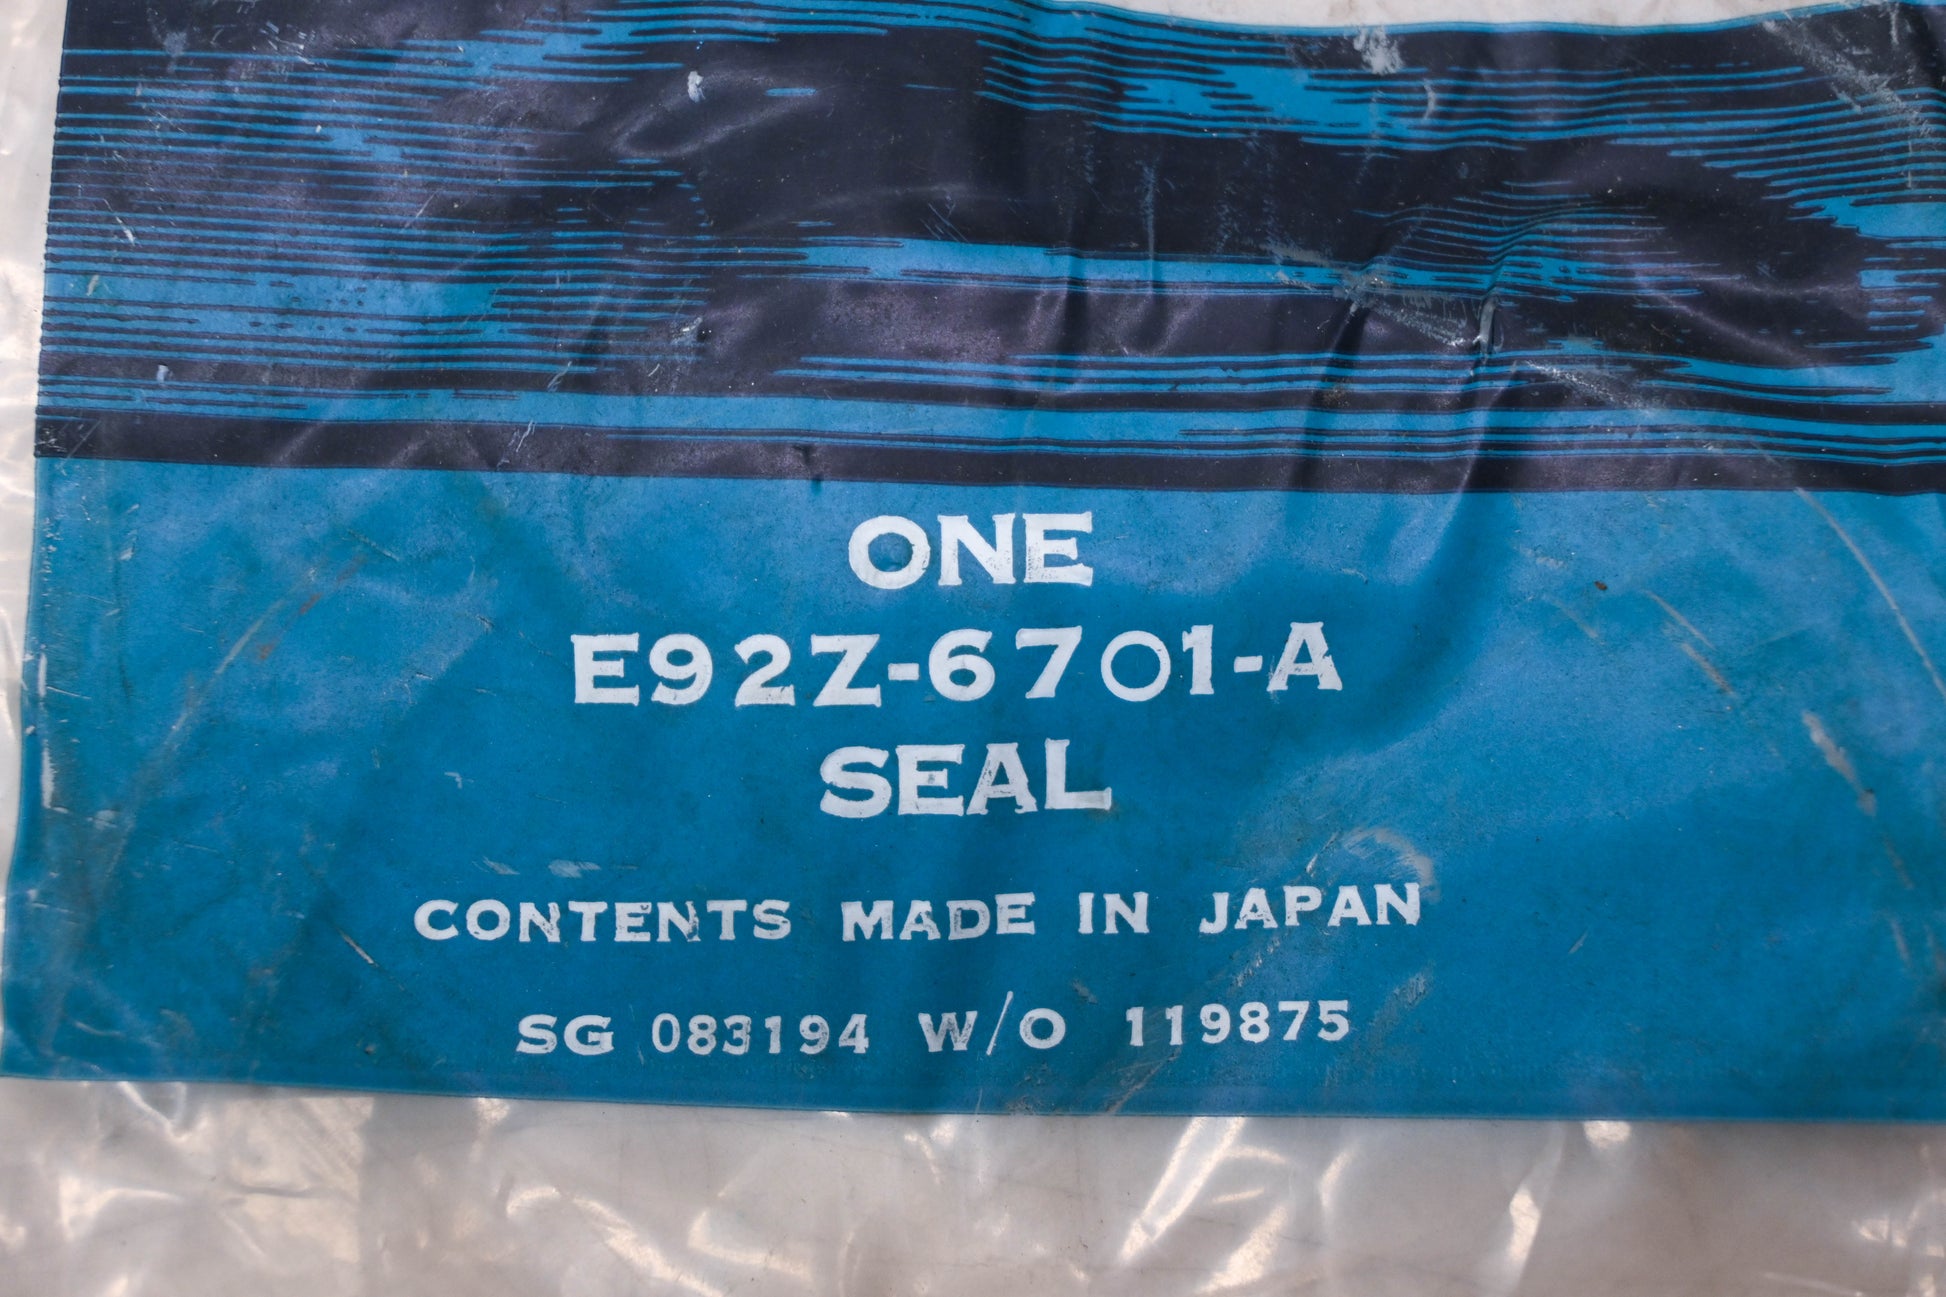 ONE
E92Z-6701-A
SEAL
CONTENTS MADE IN JAPAN
SG 083194 W/O 119875